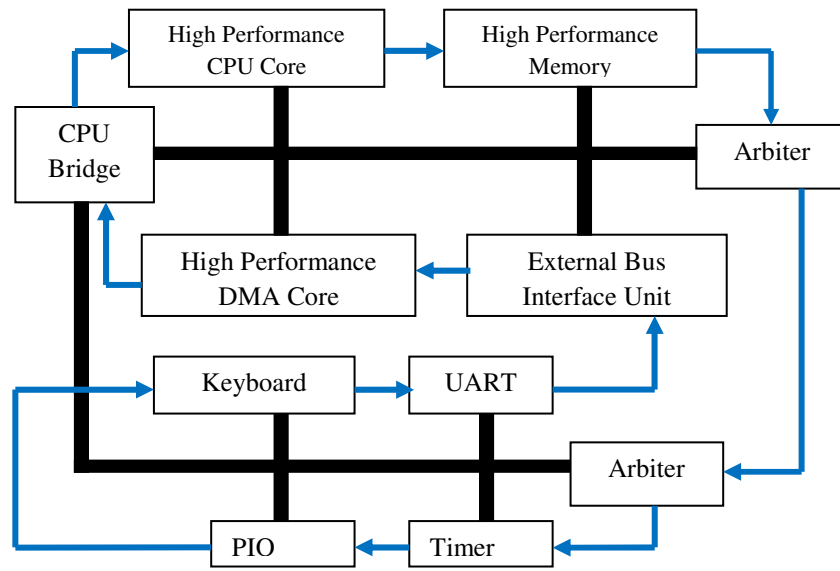 High Performance
CPU Core
High Performance
Memory
CPU
Bridge
Arbiter
High Performance
DMA Core
External Bus
Interface Unit
Keyboard
UART
Arbiter
PIO
Timer